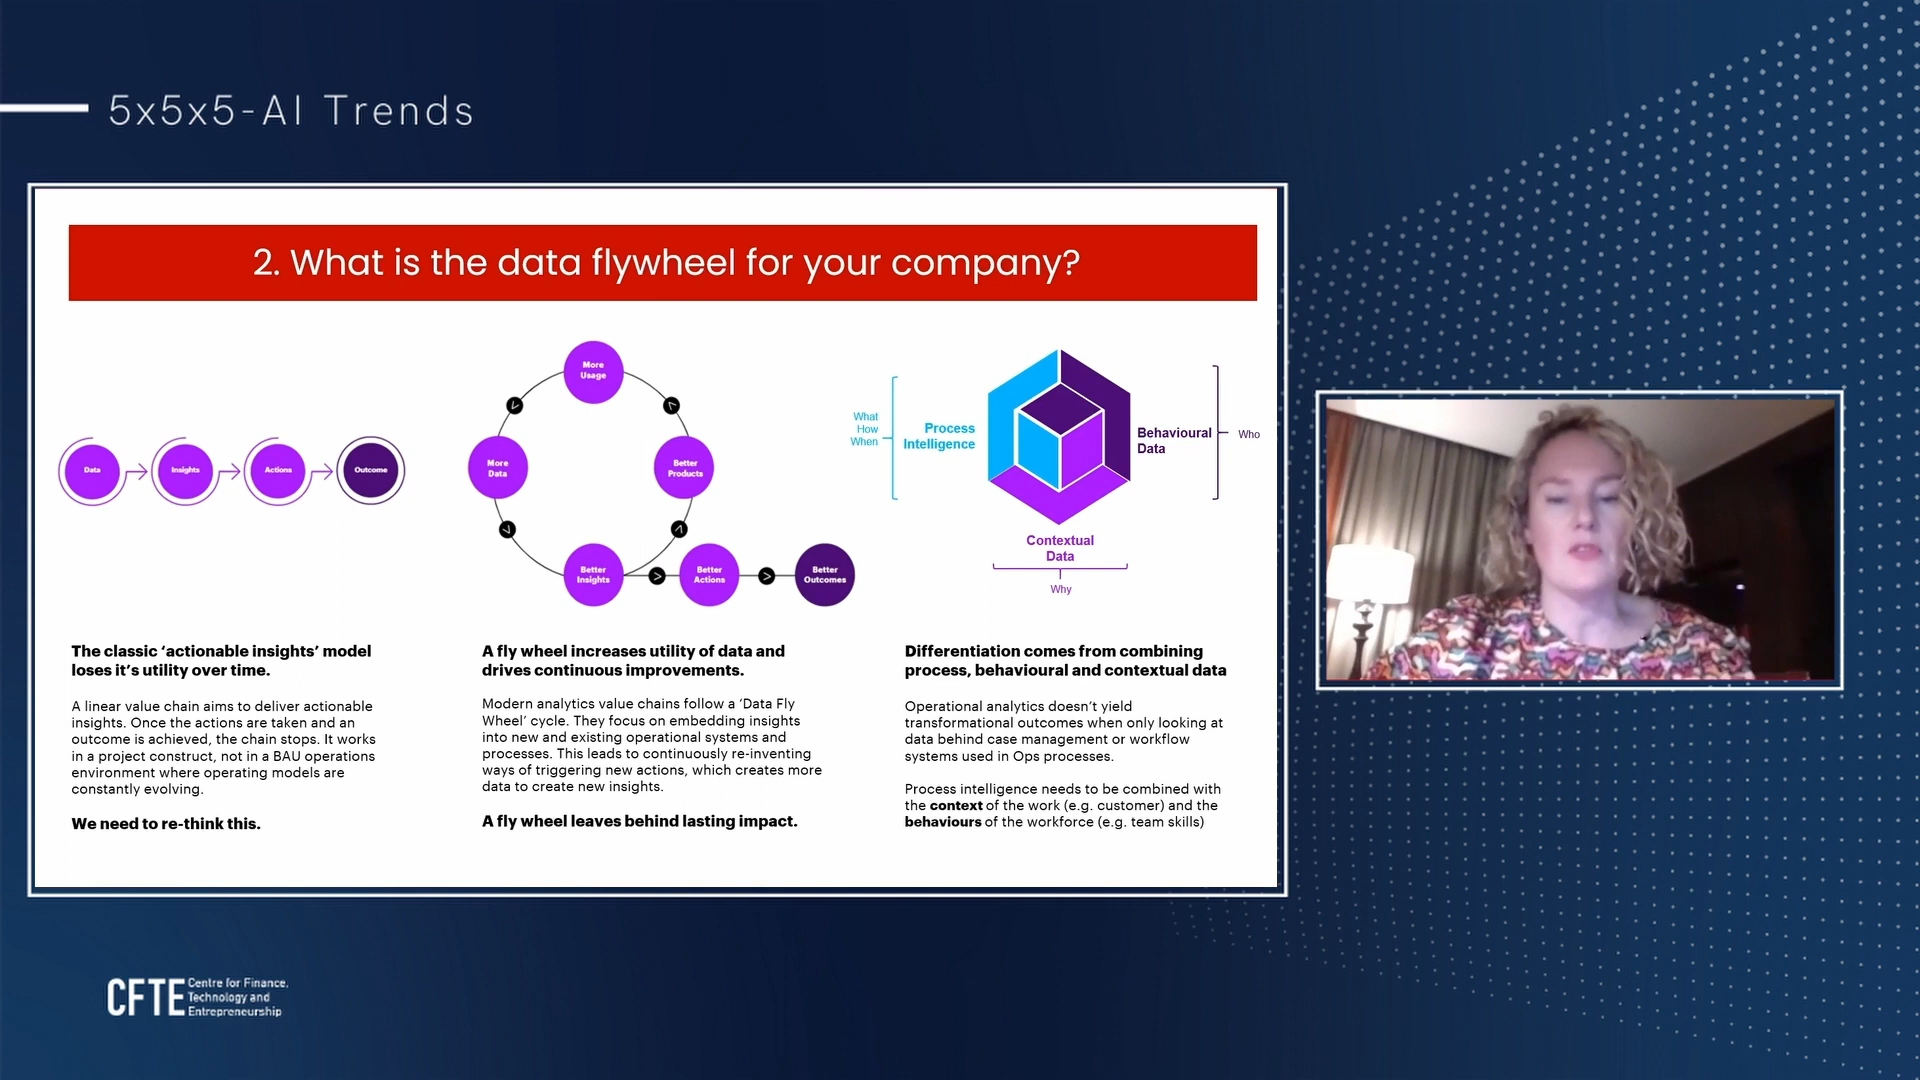 5x5x5-AI Trends
2. What is the data flywheel for your company?
Data
Insights
Actions
Outcome
More
Usage
More
Data
Better
Products
Better
Insights
Better
Actions
Better
Outcomes
What
How
When
Process
Intelligence
Behavioural
Data
Who
Contextual
Data
Why
The classic ‘actionable insights’ model
loses it’s utility over time.
A linear value chain aims to deliver actionable
insights. Once the actions are taken and an
outcome is achieved, the chain stops. It works
in a project construct, not in a BAU operations
environment where operating models are
constantly evolving.
We need to re-think this.
A fly wheel increases utility of data and
drives continuous improvements.
Modern analytics value chains follow a ‘Data Fly
Wheel’ cycle. They focus on embedding insights
into new and existing operational systems and
processes. This leads to continuously re-inventing
ways of triggering new actions, which creates more
data to create new insights.
A fly wheel leaves behind lasting impact.
Differentiation comes from combining
process, behavioural and contextual data
Operational analytics doesn’t yield
transformational outcomes when only looking at
data behind case management or workflow
systems used in Ops processes.
Process intelligence needs to be combined with
the context of the work (e.g. customer) and the
behaviours of the workforce (e.g. team skills)
CFTE
Centre for Finance,
Technology and
Entrepreneurship